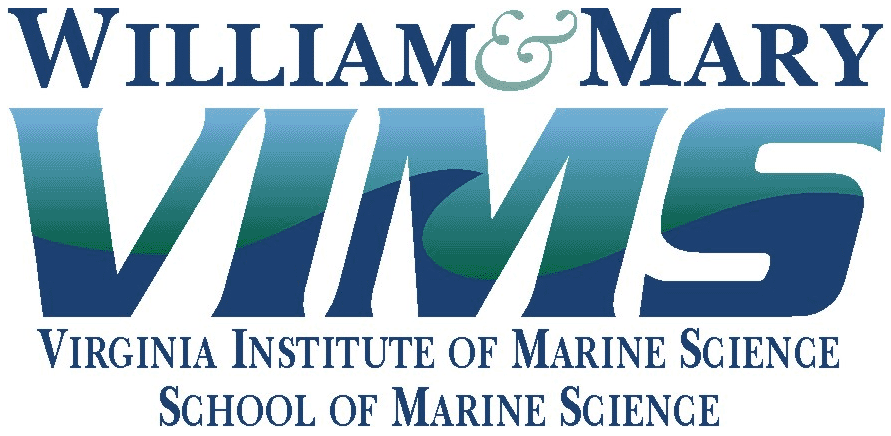 WILLIAM & MARY
VIMS
VIRGINIA INSTITUTE OF MARINE SCIENCE
SCHOOL OF MARINE SCIENCE